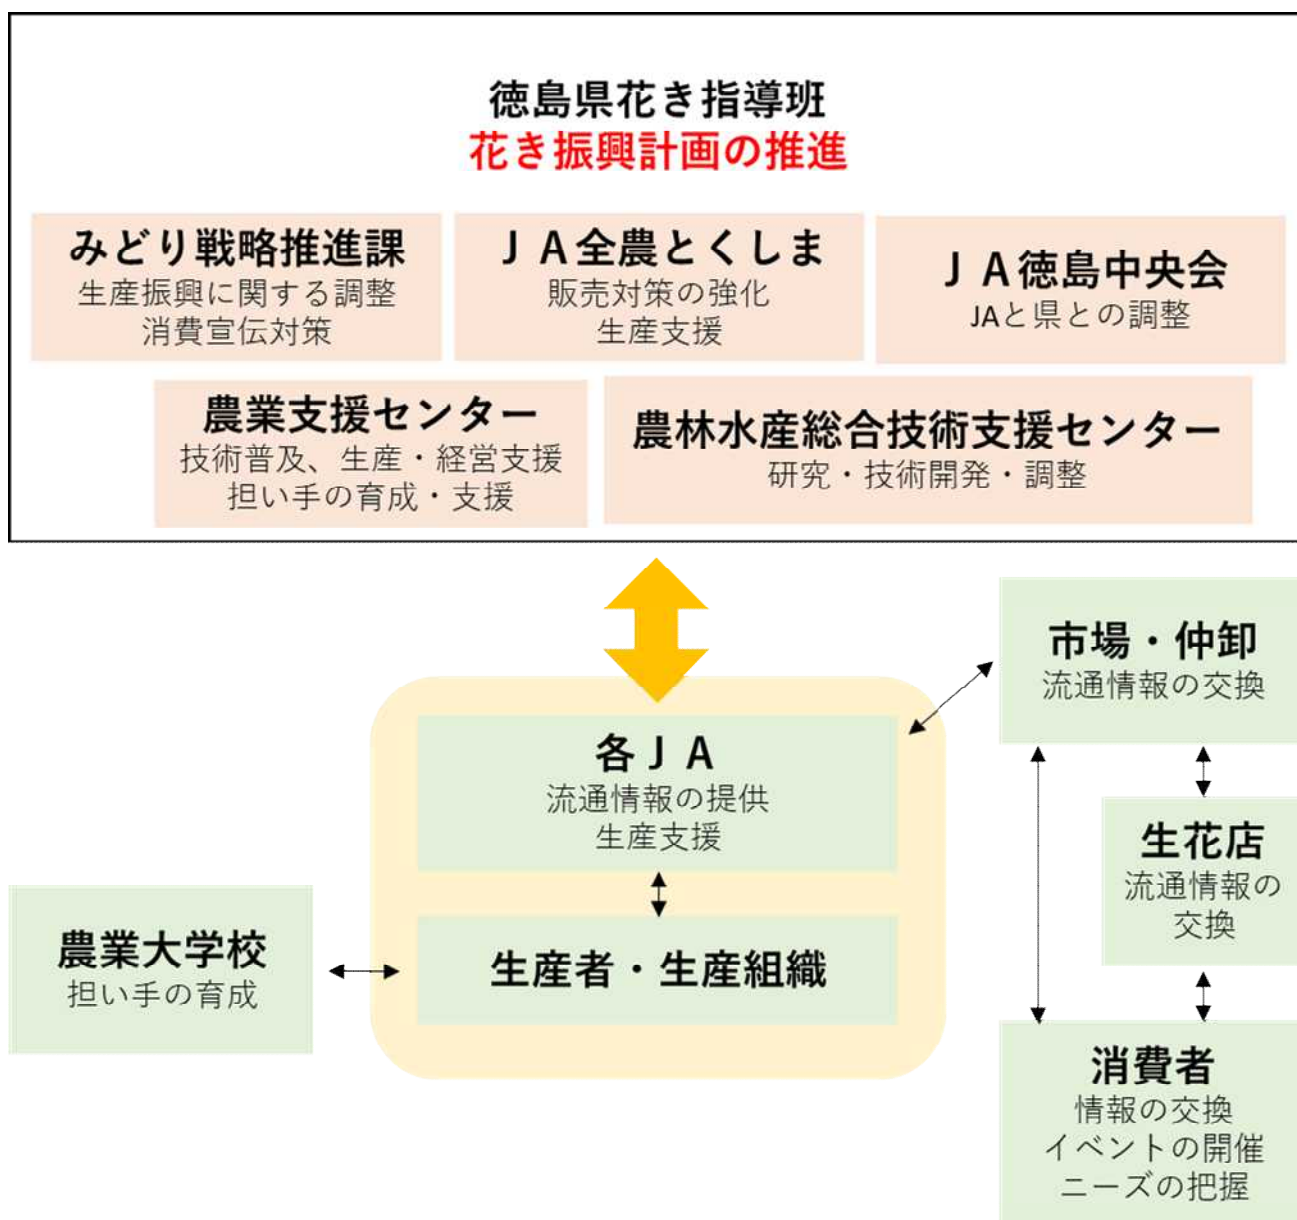 徳島県花き指導班
花き振興計画の推進
みどり戦略推進課
生産振興に関する調整
消費宣伝対策
ＪＡ全農とくしま
販売対策の強化
生産支援
ＪＡ徳島中央会
JAと県との調整
農業支援センター
技術普及、生産・経営支援
担い手の育成・支援
農林水産総合技術支援センター
研究・技術開発・調整
市場・仲卸
流通情報の交換
各ＪＡ
流通情報の提供
生産支援
生花店
流通情報の
交換
農業大学校
担い手の育成
生産者・生産組織
消費者
情報の交換
イベントの開催
ニーズの把握